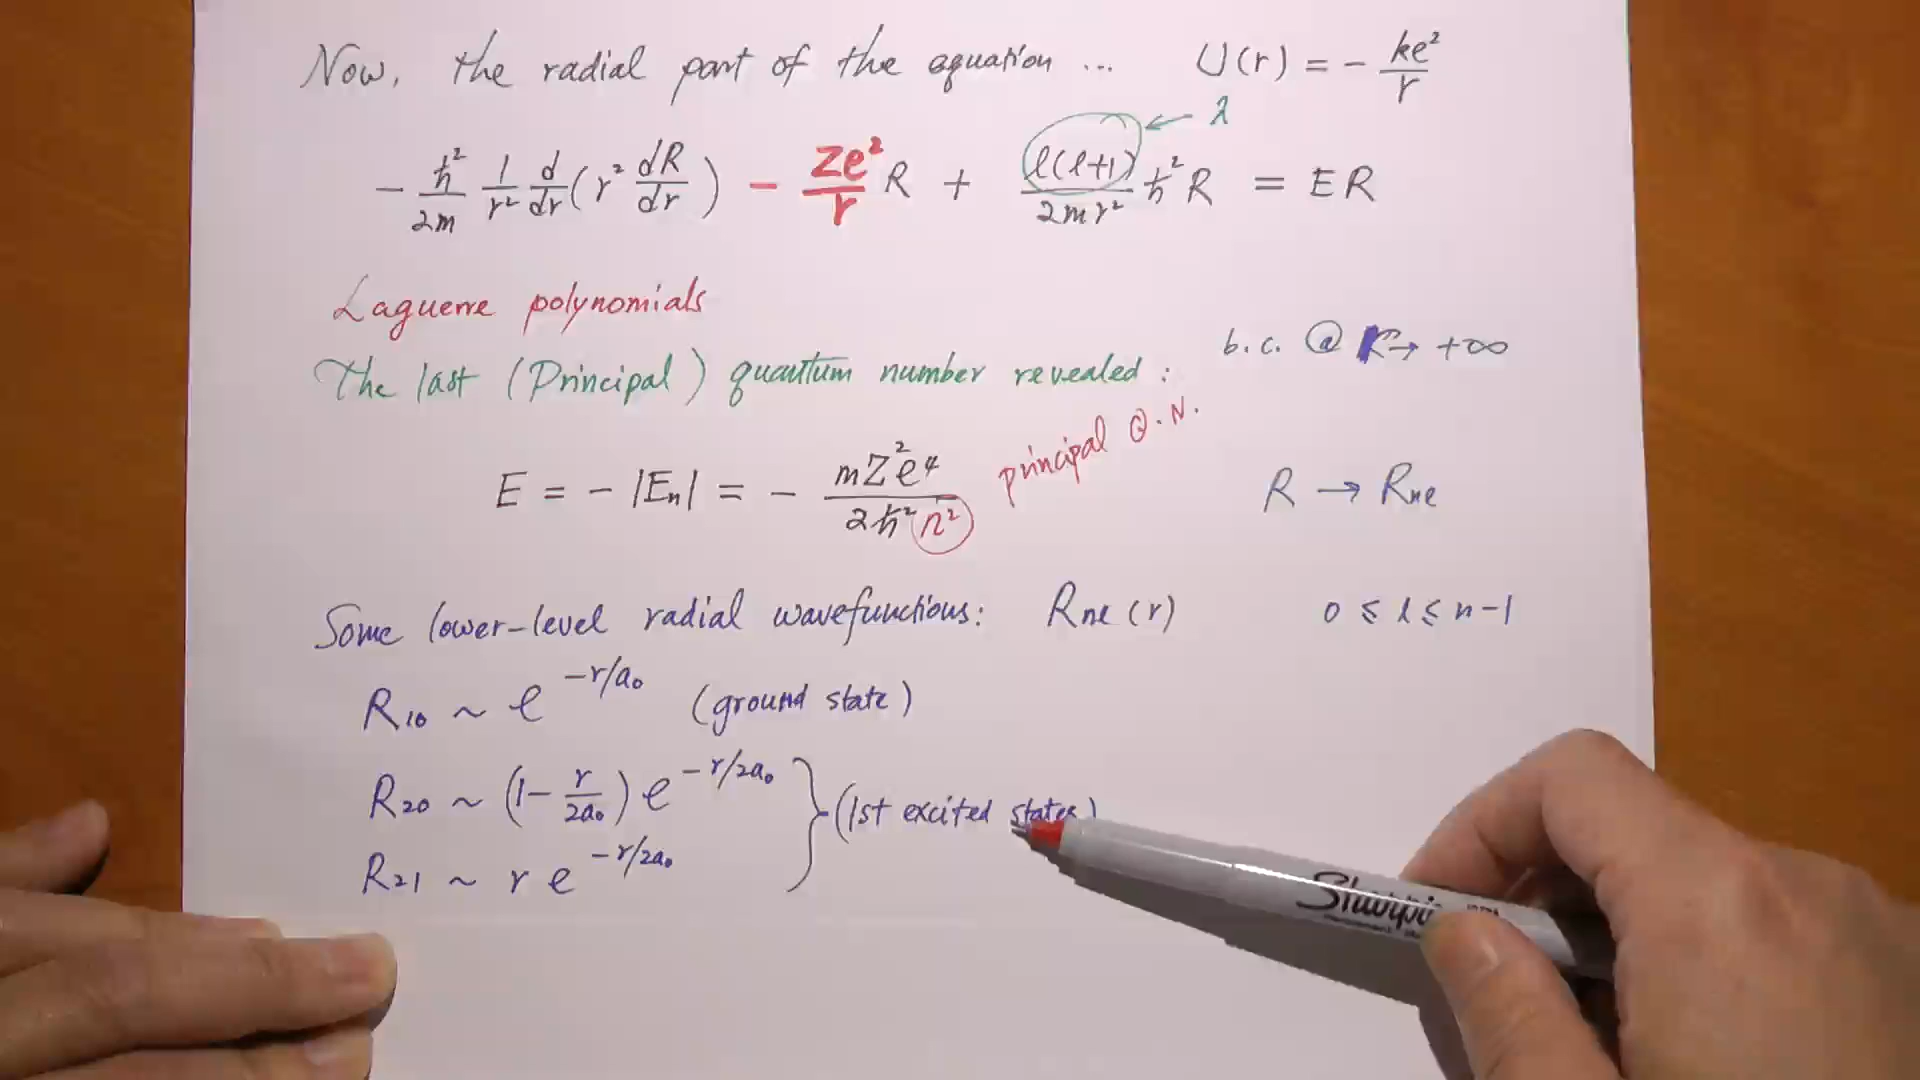 Now, the radial part of the equation ... U(r) = - ke²/r
- ħ²/2m 1/r² d/dr (r² dR/dr) - Ze²/r R + l(l+1)/2mr² ħ² R = ER ← λ
Laguerre polynomials
b.c. @ r → +∞
The last (Principal) quantum number revealed:
E = - |Eₙ| = - mZ²e⁴/2ħ²n² principal Q.N. R → Rnl
Some lower-level radial wavefunctions: Rnl (r) 0 ≤ l ≤ n-1
R₁₀ ~ e^(-r/a₀) (ground state)
R₂₀ ~ (1 - r/2a₀) e^(-r/2a₀)
} (1st excited states)
R₂₁ ~ r e^(-r/2a₀)
Sharpie